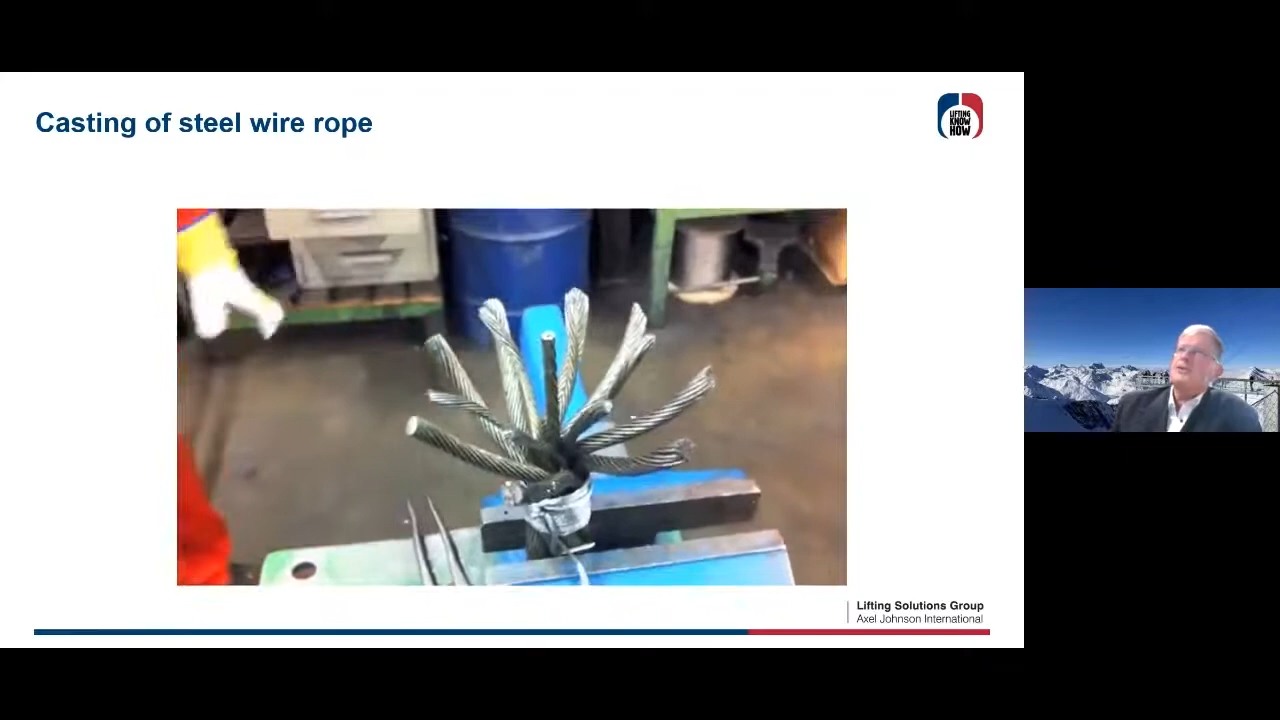 Casting of steel wire rope
LIFTING
KNOW
HOW
Lifting Solutions Group
Axel Johnson International